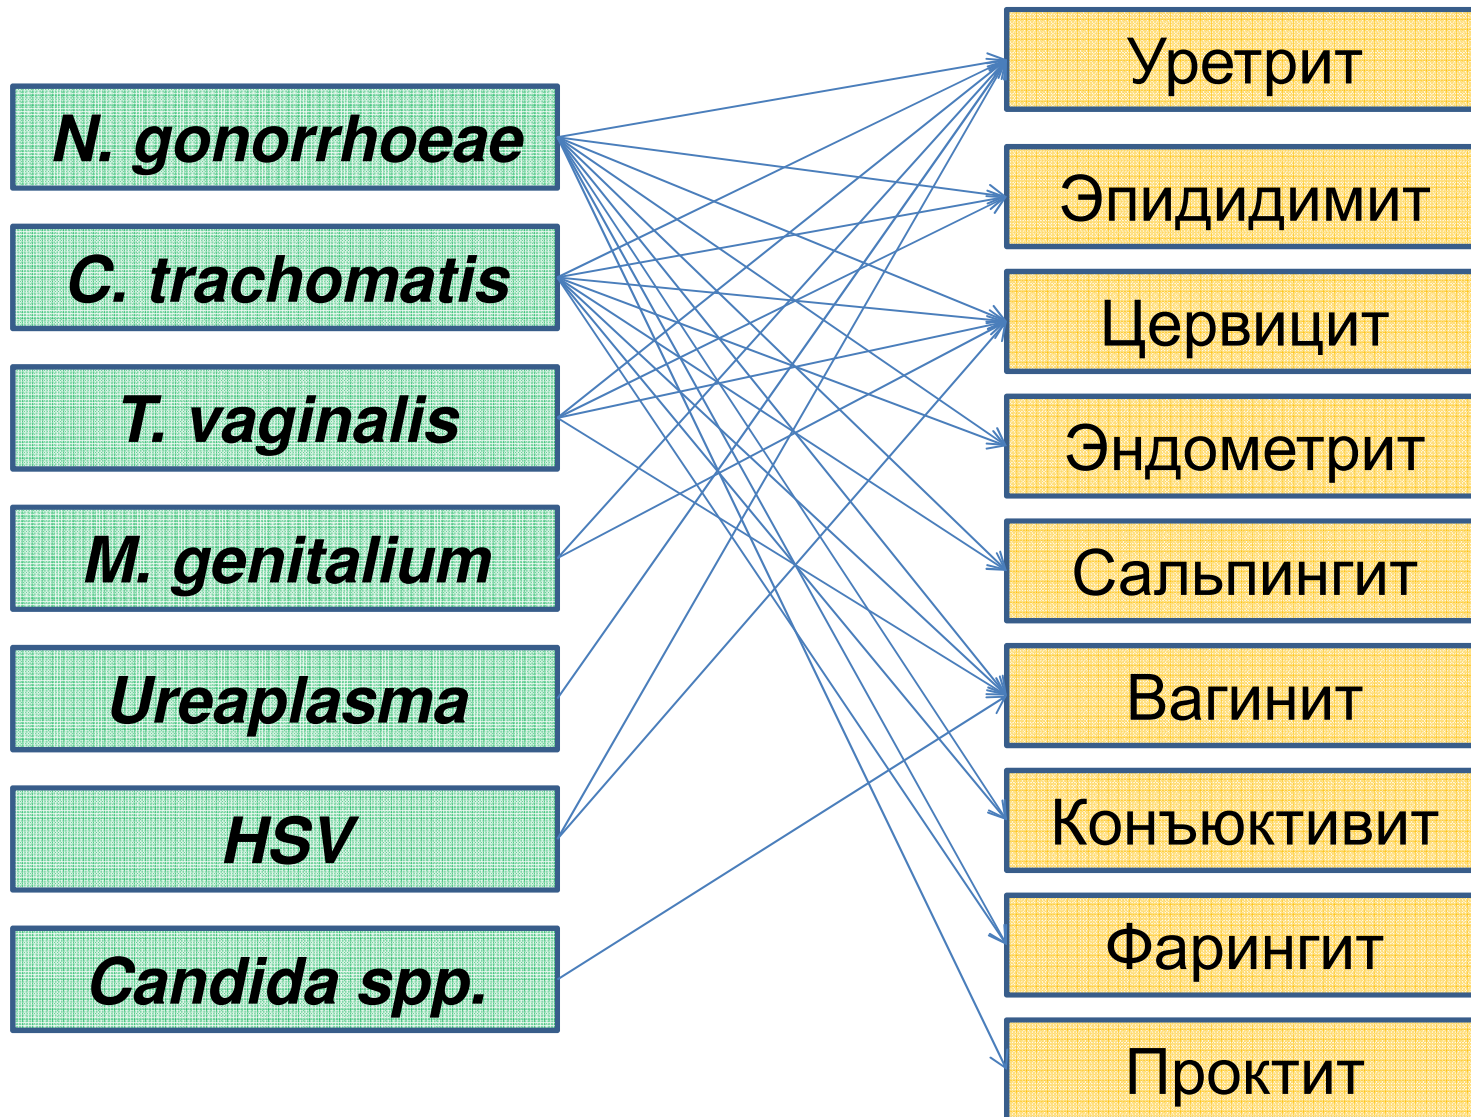 N. gonorrhoeae
C. trachomatis
T. vaginalis
M. genitalium
Ureaplasma
HSV
Candida spp.
Уретрит
Эпидидимит
Цервицит
Эндометрит
Сальпингит
Вагинит
Конъюктивит
Фарингит
Проктит